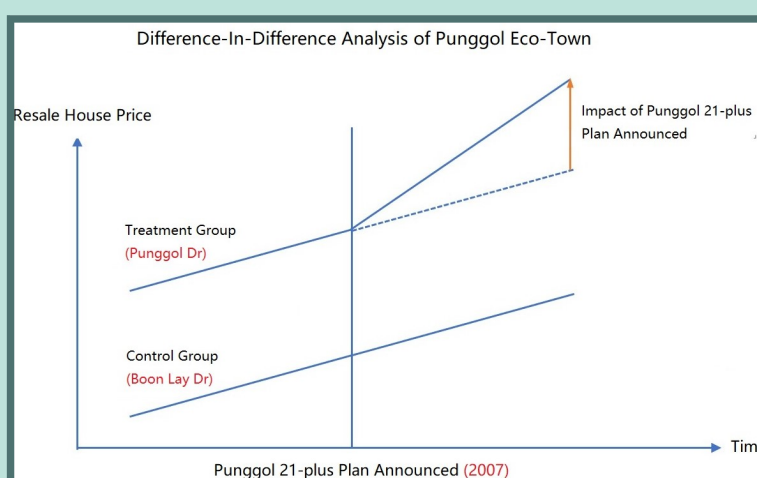 Difference-In-Difference Analysis of Punggol Eco-Town
Resale House Price
Impact of Punggol 21-plus
Plan Announced
Treatment Group
(Punggol Dr)
Control Group
(Boon Lay Dr)
Tim
Punggol 21-plus Plan Announced (2007)